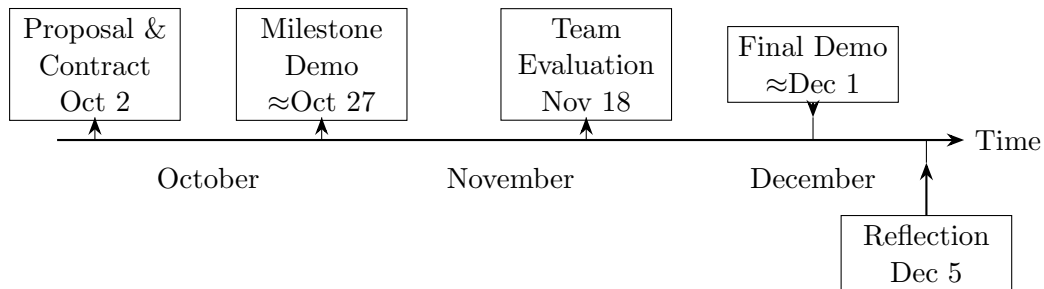 Proposal &
Contract
Oct 2
Milestone
Demo
≈Oct 27
Team
Evaluation
Nov 18
Final Demo
≈Dec 1
Time
October
November
December
Reflection
Dec 5